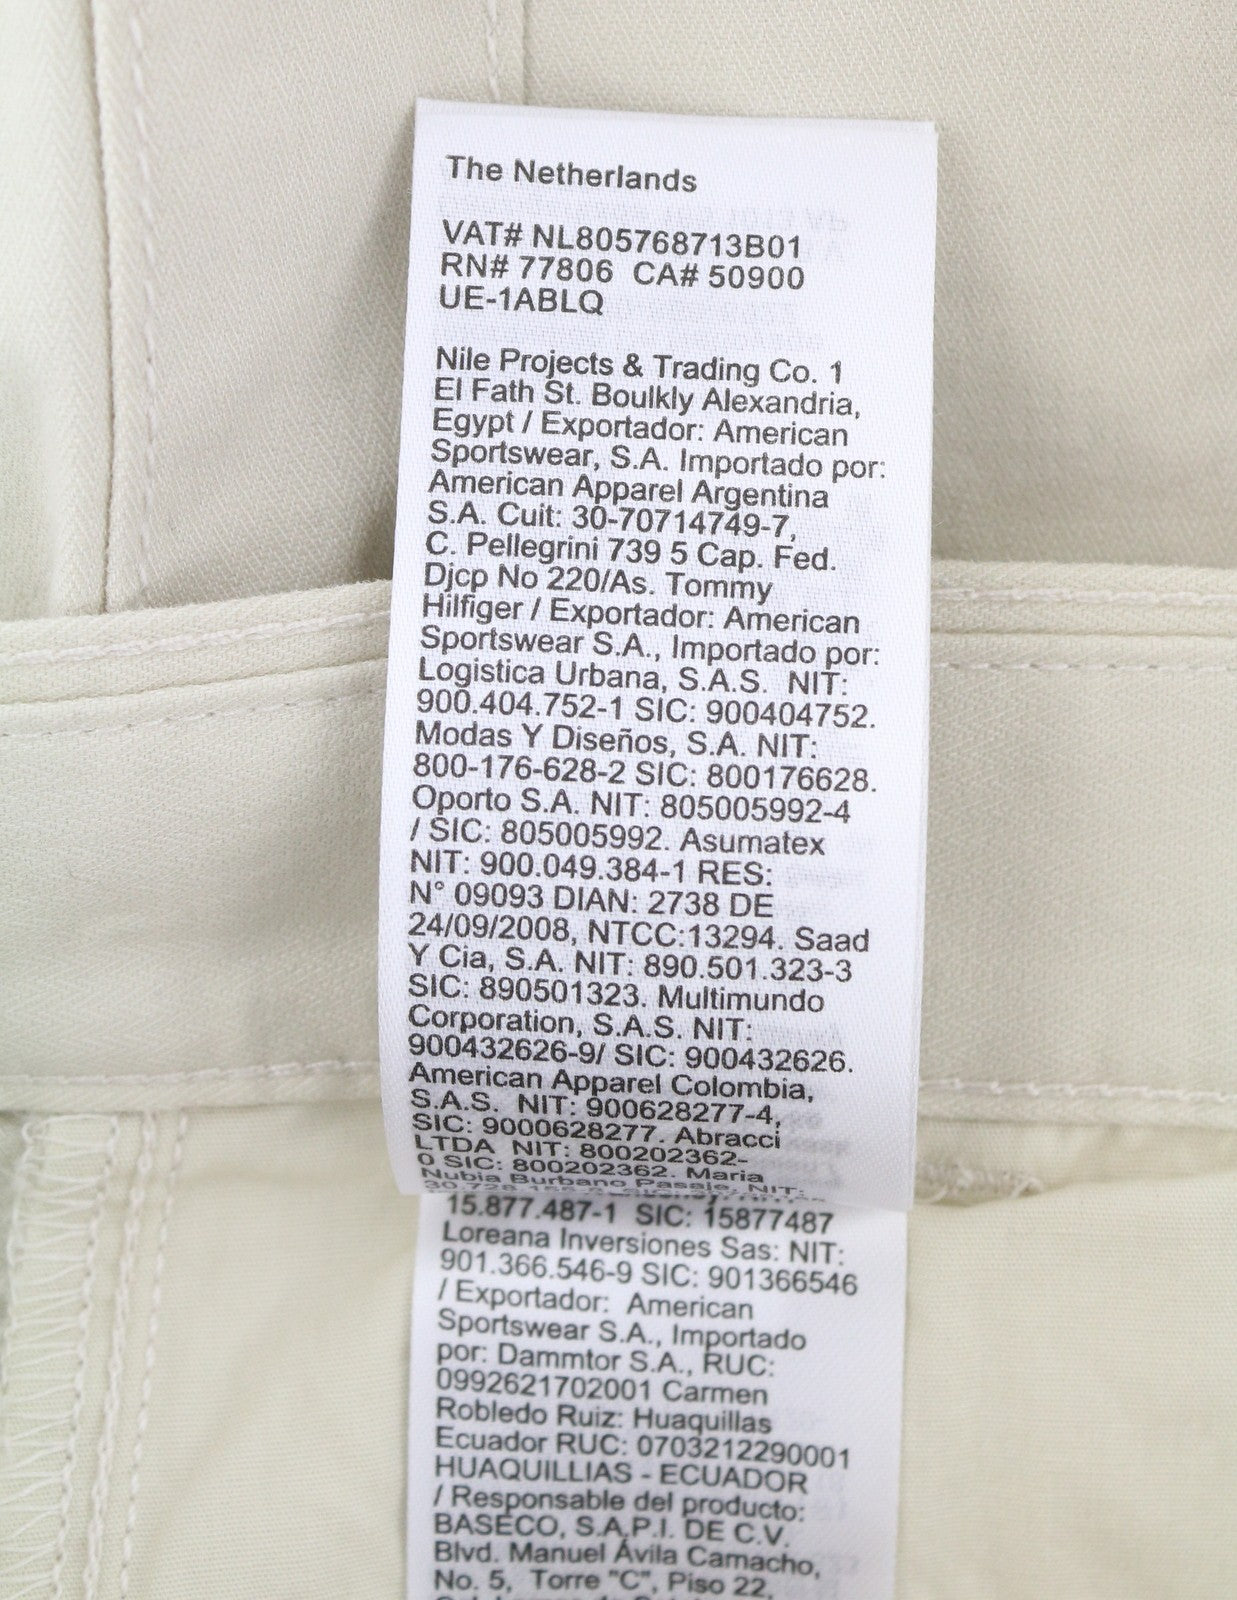 The Netherlands
VAT# NL805768713B01
RN# 77806 CA# 50900
UE-1ABLQ
Nile Projects & Trading Co. 1
El Fath St. Boulkly Alexandria,
Egypt / Exportador: American
Sportswear, S.A. Importado por:
American Apparel Argentina
S.A. Cuit: 30-70714749-7,
C. Pellegrini 739 5 Cap. Fed.
Djcp No 220/As. Tommy
Hilfiger / Exportador: American
Sportswear S.A., Importado por:
Logistica Urbana, S.A.S. NIT:
900.404.752-1 SIC: 900404752.
Modas Y Diseños, S.A. NIT:
800-176-628-2 SIC: 800176628.
Oporto S.A. NIT: 805005992-4
/ SIC: 805005992. Asumatex
NIT: 900.049.384-1 RES:
N° 09093 DIAN: 2738 DE
24/09/2008, NTCC:13294. Saad
Y Cia, S.A. NIT: 890.501.323-3
SIC: 890501323. Multimundo
Corporation, S.A.S. NIT:
900432626-9/ SIC: 900432626.
American Apparel Colombia,
S.A.S. NIT: 900628277-4,
SIC: 9000628277. Abracci
LTDA NIT: 800202362-
0 SIC: 800202362. Maria
Nubia Burbano Pasaje, NIT:
15.877.487-1 SIC: 15877487
Loreana Inversiones Sas: NIT:
901.366.546-9 SIC: 901366546
/ Exportador: American
Sportswear S.A., Importado
por: Dammtor S.A., RUC:
0992621702001 Carmen
Robledo Ruiz: Huaquillas
Ecuador RUC: 0703212290001
HUAQUILLIAS - ECUADOR
/ Responsable del producto:
BASECO, S.A.P.I. DE C.V.
Blvd. Manuel Ávila Camacho,
No. 5, Torre "C", Piso 22,